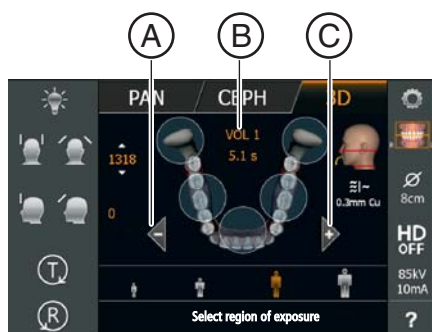 A B C
PAN CEPH 3D
VOL 1
5.1 s
1318
0
0.3mm Cu
8cm
HD
OFF
85kV
10mA
T
R
Select region of exposure
?